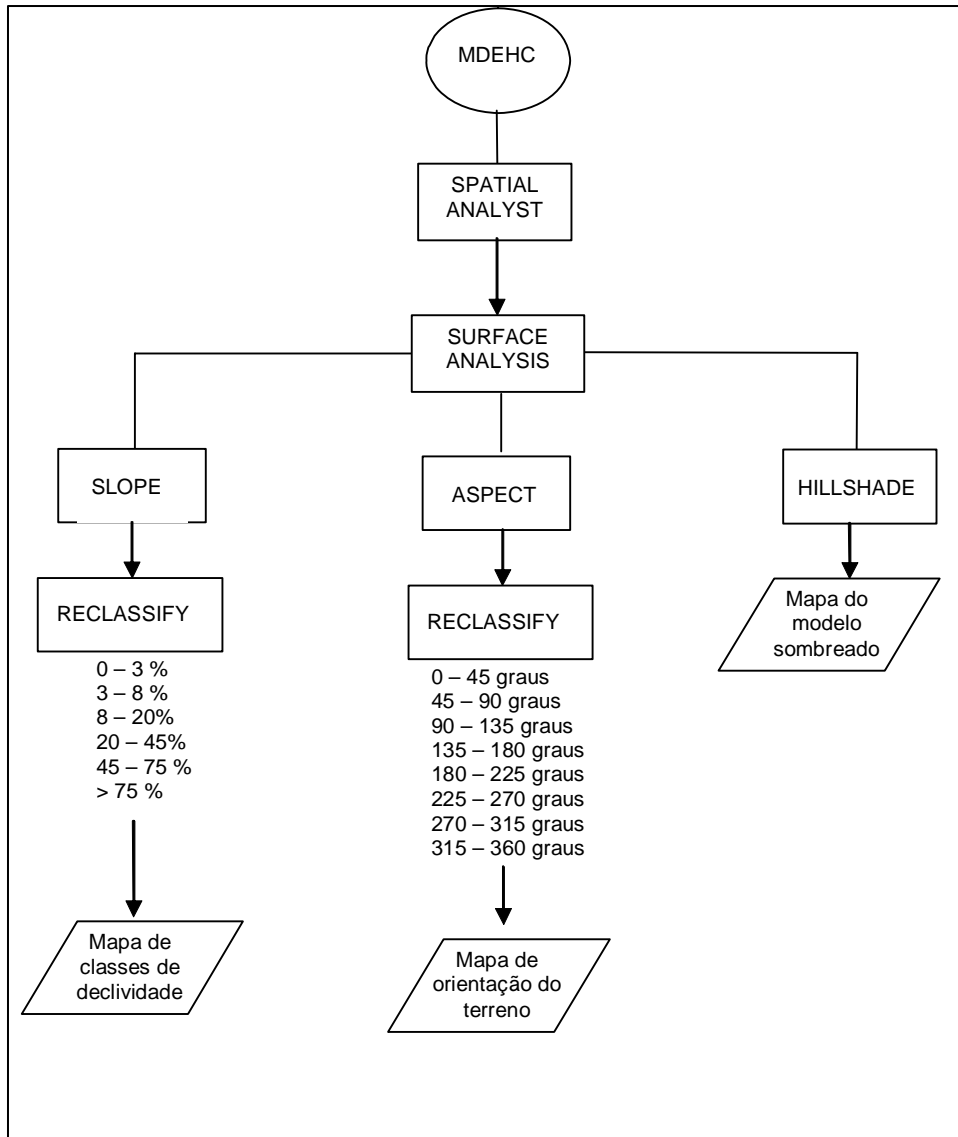 MDEHC
SPATIAL
ANALYST
SURFACE
ANALYSIS
SLOPE
ASPECT
HILLSHADE
RECLASSIFY
0 – 3 %
3 – 8 %
8 – 20%
20 – 45%
45 – 75 %
> 75 %
RECLASSIFY
0 – 45 graus
45 – 90 graus
90 – 135 graus
135 – 180 graus
180 – 225 graus
225 – 270 graus
270 – 315 graus
315 – 360 graus
Mapa do
modelo
sombreado
Mapa de
classes de
declividade
Mapa de
orientação do
terreno